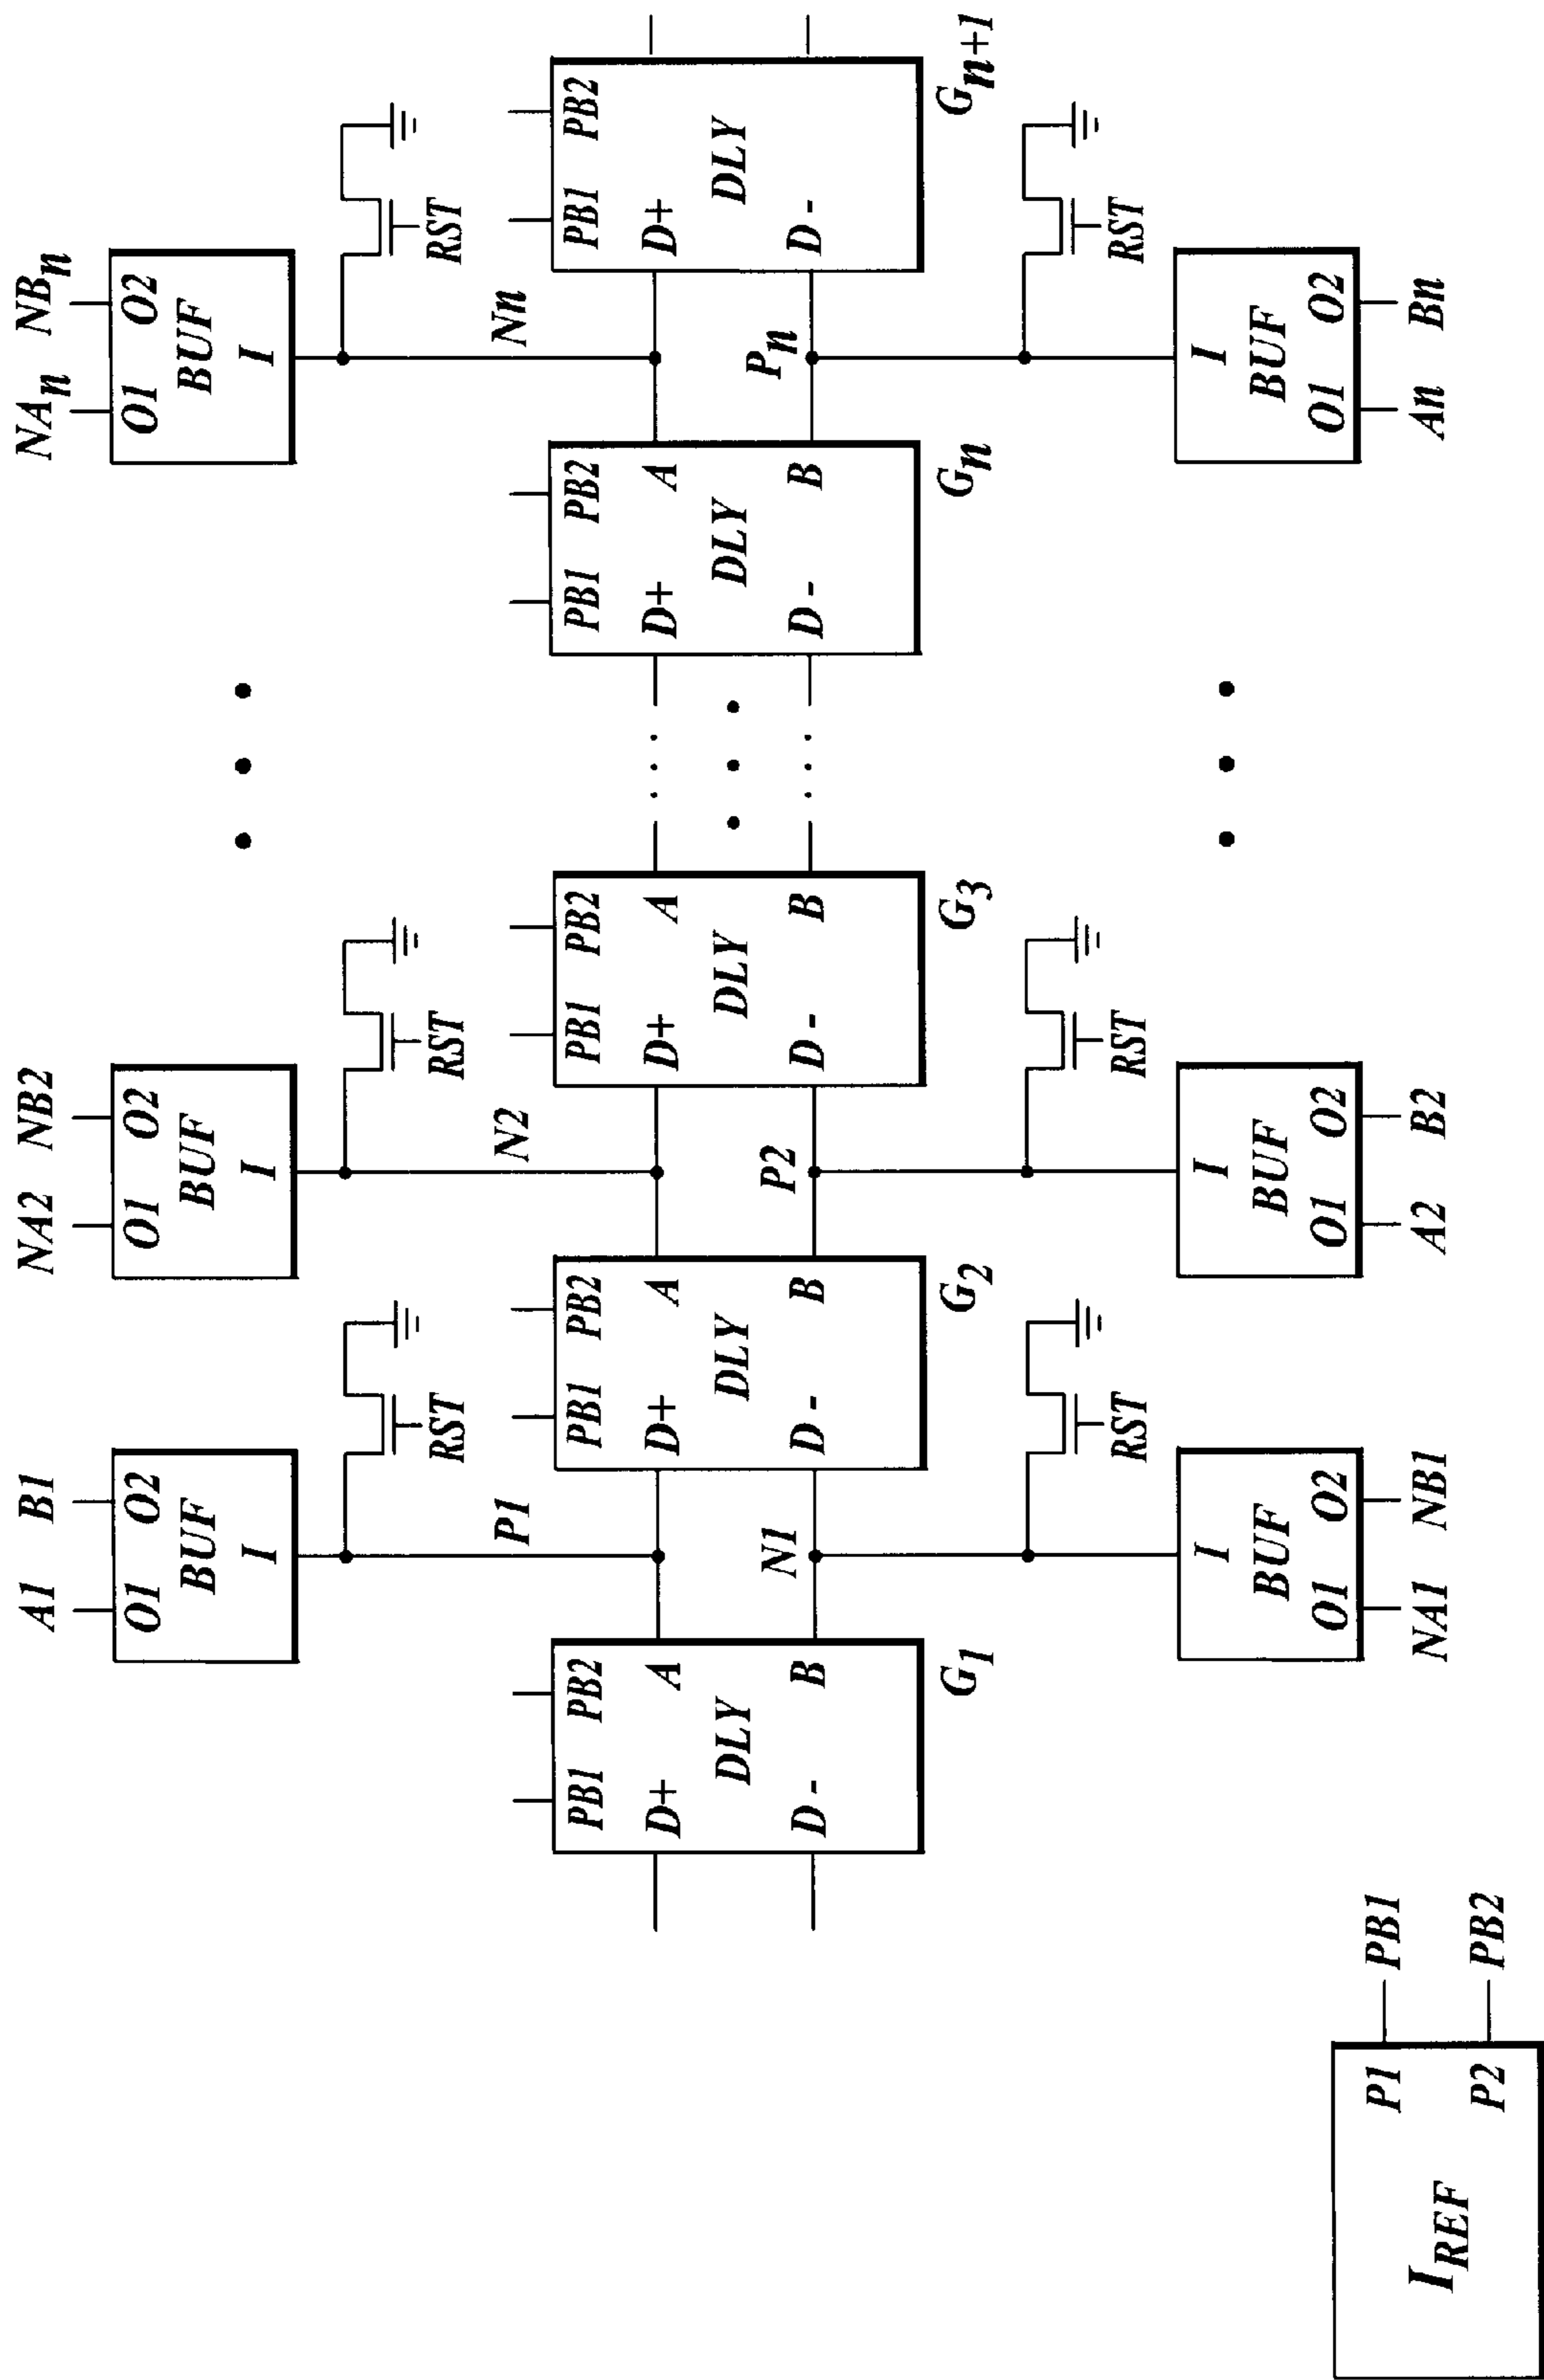 A1 B1
NA2 NB2
NAn NBn
O1 O2
O1 O2
O1 O2
BUF
BUF
BUF
I
I
I
RST
RST
RST
P1
N2
Nn
PB1 PB2
PB1 PB2
PB1 PB2
PB1 PB2
PB1 PB2
D+ A
D+ A
D+ A
D+ A
D+
DLY
DLY
DLY
DLY
DLY
N1
P2
Pn
D- B
D- B
D- B
D- B
D-
G1
G2
G3
Gn
Gn+1
RST
RST
RST
I
I
I
BUF
BUF
BUF
O1 O2
O1 O2
O1 O2
NA1 NB1
A2 B2
An Bn
IREF
P1 PB1
P2 PB2